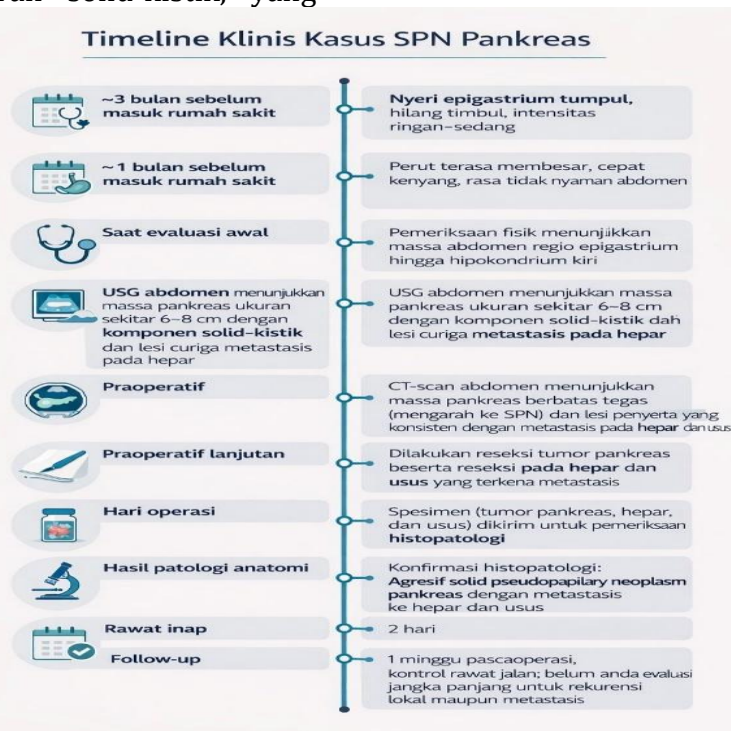 solid-kistik, yang
Timeline Klinis Kasus SPN Pankreas
~3 bulan sebelum
masuk rumah sakit
Nyeri epigastrium tumpul,
hilang timbul, intensitas
ringan–sedang
~1 bulan sebelum
masuk rumah sakit
Perut terasa membesar, cepat
kenyang, rasa tidak nyaman abdomen
Saat evaluasi awal
Pemeriksaan fisik menunjukkan
massa abdomen regio epigastrium
hingga hipokondrium kiri
USG abdomen menunjukkan
massa pankreas ukuran
sekitar 6–8 cm dengan
komponen solid-kistik
dan lesi curiga metastasis
pada hepar
USG abdomen menunjukkan massa
pankreas ukuran sekitar 6–8 cm
dengan komponen solid-kistik dah
lesi curiga metastasis pada hepar
Praoperatif
CT-scan abdomen menunjukkan
massa pankreas berbatas tegas
(mengarah ke SPN) dan lesi penyerta yang
konsisten dengan metastasis pada hepar dan usus
Praoperatif lanjutan
Dilakukan reseksi tumor pankreas
beserta reseksi pada hepar dan
usus yang terkena metastasis
Hari operasi
Spesimen (tumor pankreas, hepar,
dan usus) dikirim untuk pemeriksaan
histopatologi
Hasil patologi anatomi
Konfirmasi histopatologi:
Agresif solid pseudopapilary neoplasm
pankreas dengan metastasis
ke hepar dan usus
Rawat inap
2 hari
Follow-up
1 minggu pascaoperasi,
kontrol rawat jalan; belum anda evaluasi
jangka panjang untuk rekurensi
lokal maupun metastasis